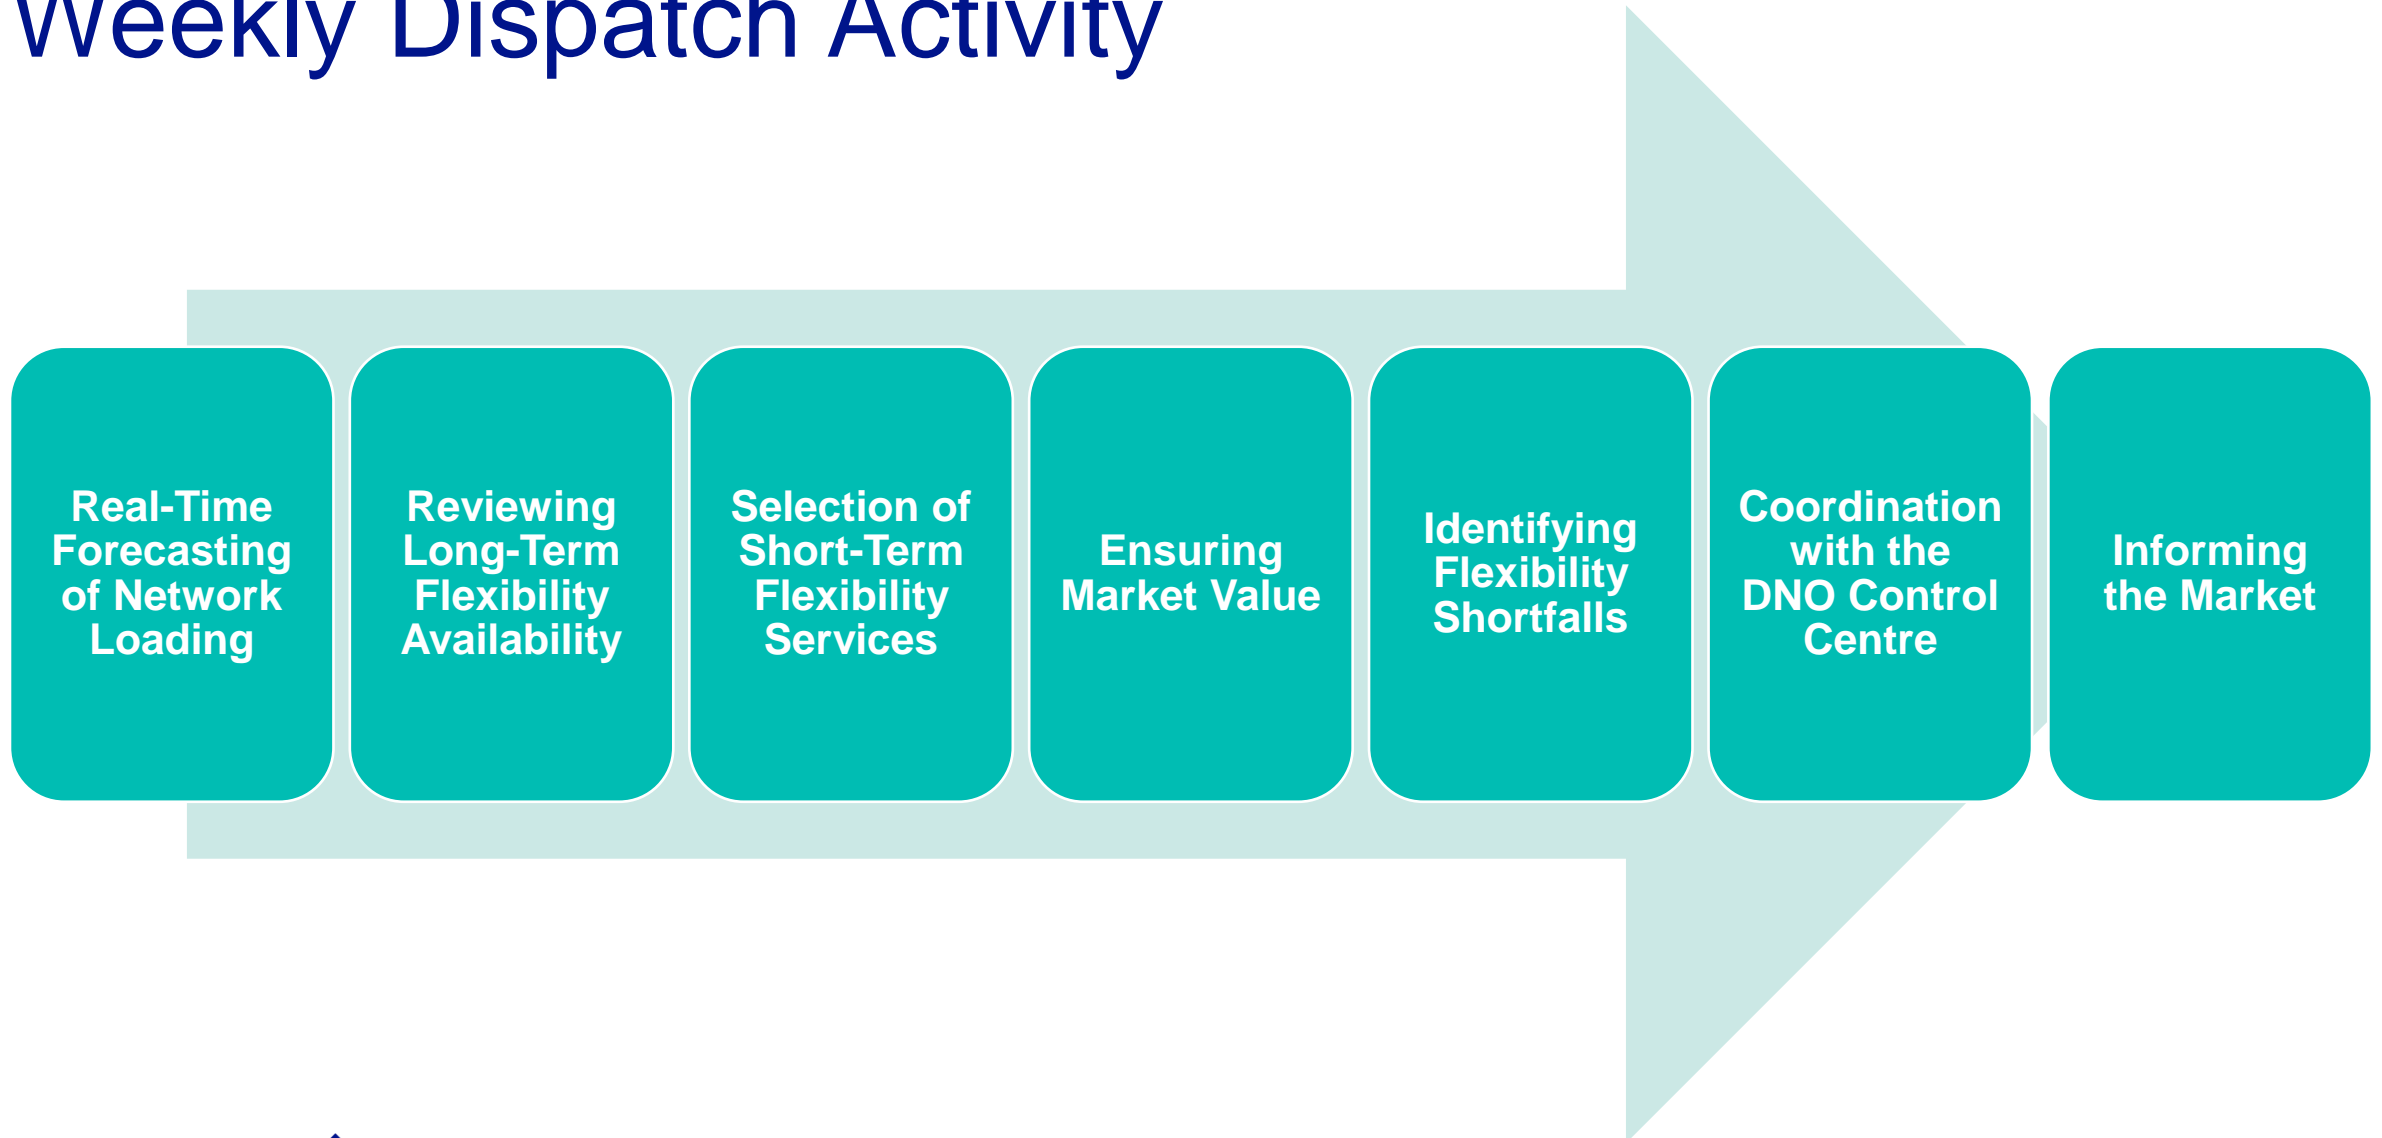 Weekly Dispatch Activity
Real-Time
Forecasting
of Network
Loading
Reviewing
Long-Term
Flexibility
Availability
Selection of
Short-Term
Flexibility
Services
Ensuring
Market Value
Identifying
Flexibility
Shortfalls
Coordination
with the
DNO Control
Centre
Informing
the Market